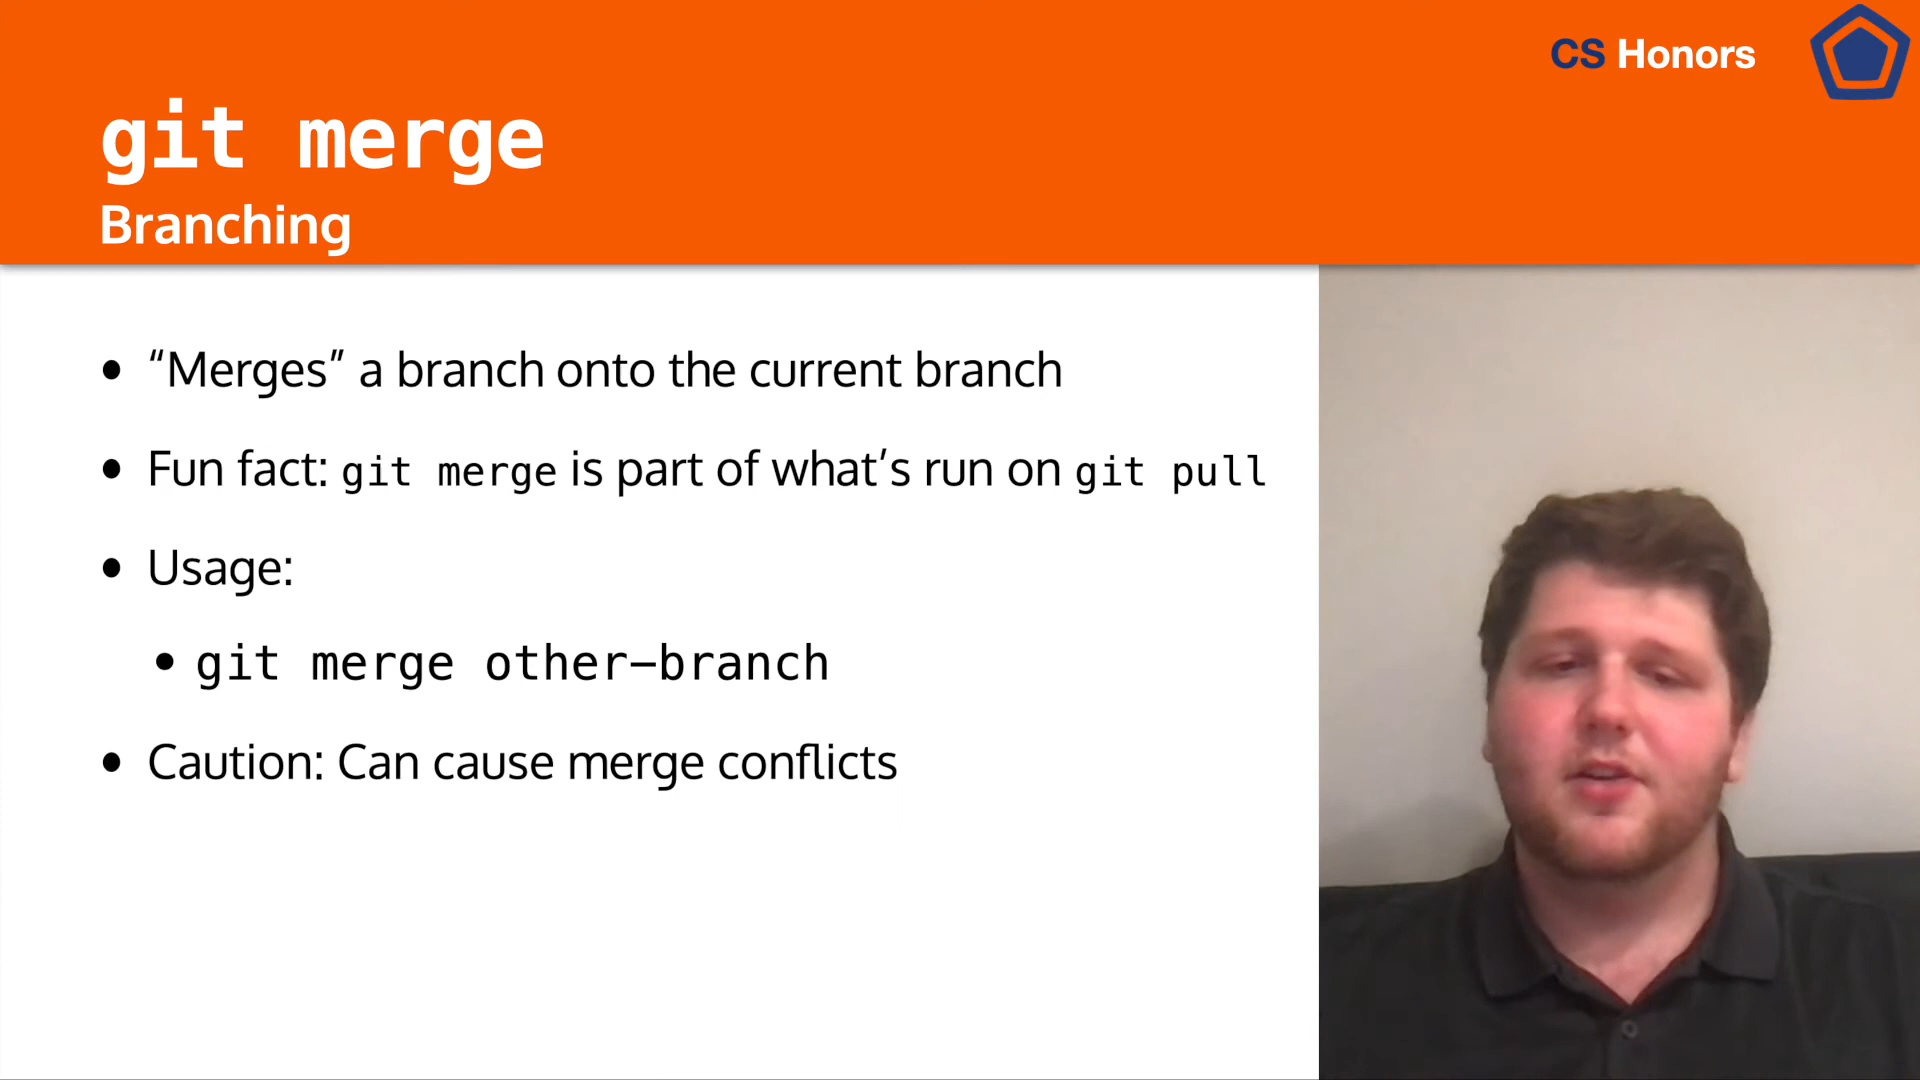 CS Honors
git merge
Branching
• “Merges” a branch onto the current branch
• Fun fact: git merge is part of what’s run on git pull
• Usage:
• git merge other-branch
• Caution: Can cause merge conflicts